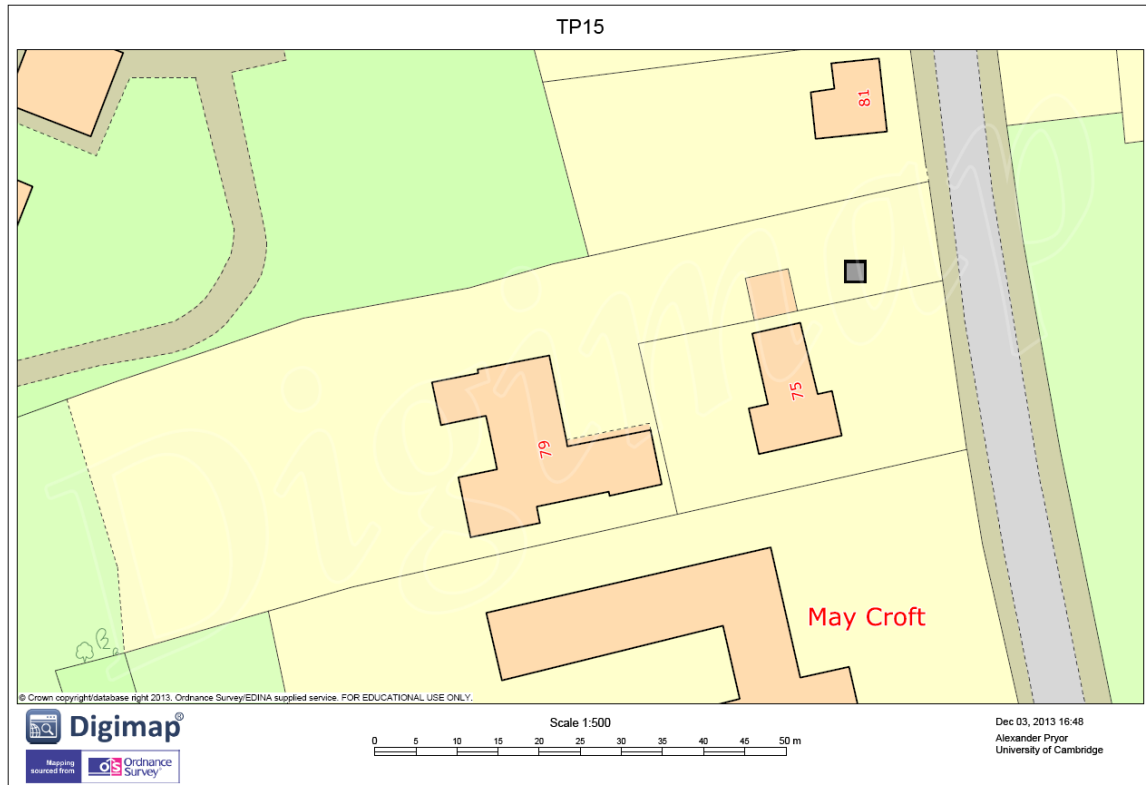 TP15
81
75
79
May Croft
Digimap
© Crown copyright/database right 2013. Ordnance Survey/EDINA supplied service. FOR EDUCATIONAL USE ONLY.
Digimap®
Mapping sourced from
Ordnance Survey®
Scale 1:500
0 5 10 15 20 25 30 35 40 45 50 m
Dec 03, 2013 16:48
Alexander Pryor
University of Cambridge